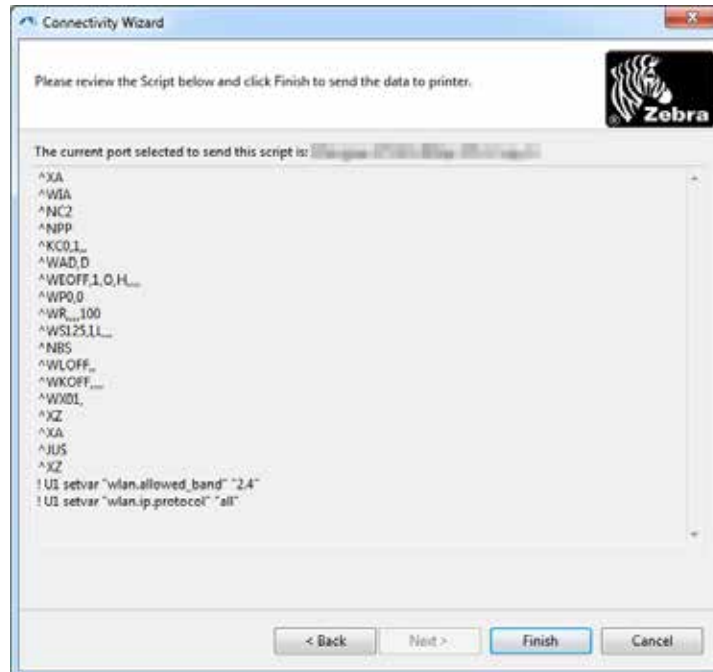 Connectivity Wizard
Please review the Script below and click Finish to send the data to printer.
Zebra
The current port selected to send this script is:
^XA
^WIA
^NC2
^NPP
^KC0,1,,
^WAD,D
^WEOFF,1,O,H,,,,
^WP0,0
^WR,,,,100
^WS125,1,L,,,
^NBS
^WLOFF,,
^WKOFF,,,,
^WX01,
^XZ
^XA
^JUS
^XZ
! U1 setvar "wlan.allowed_band" "2.4"
! U1 setvar "wlan.ip.protocol" "all"
< Back
Next >
Finish
Cancel